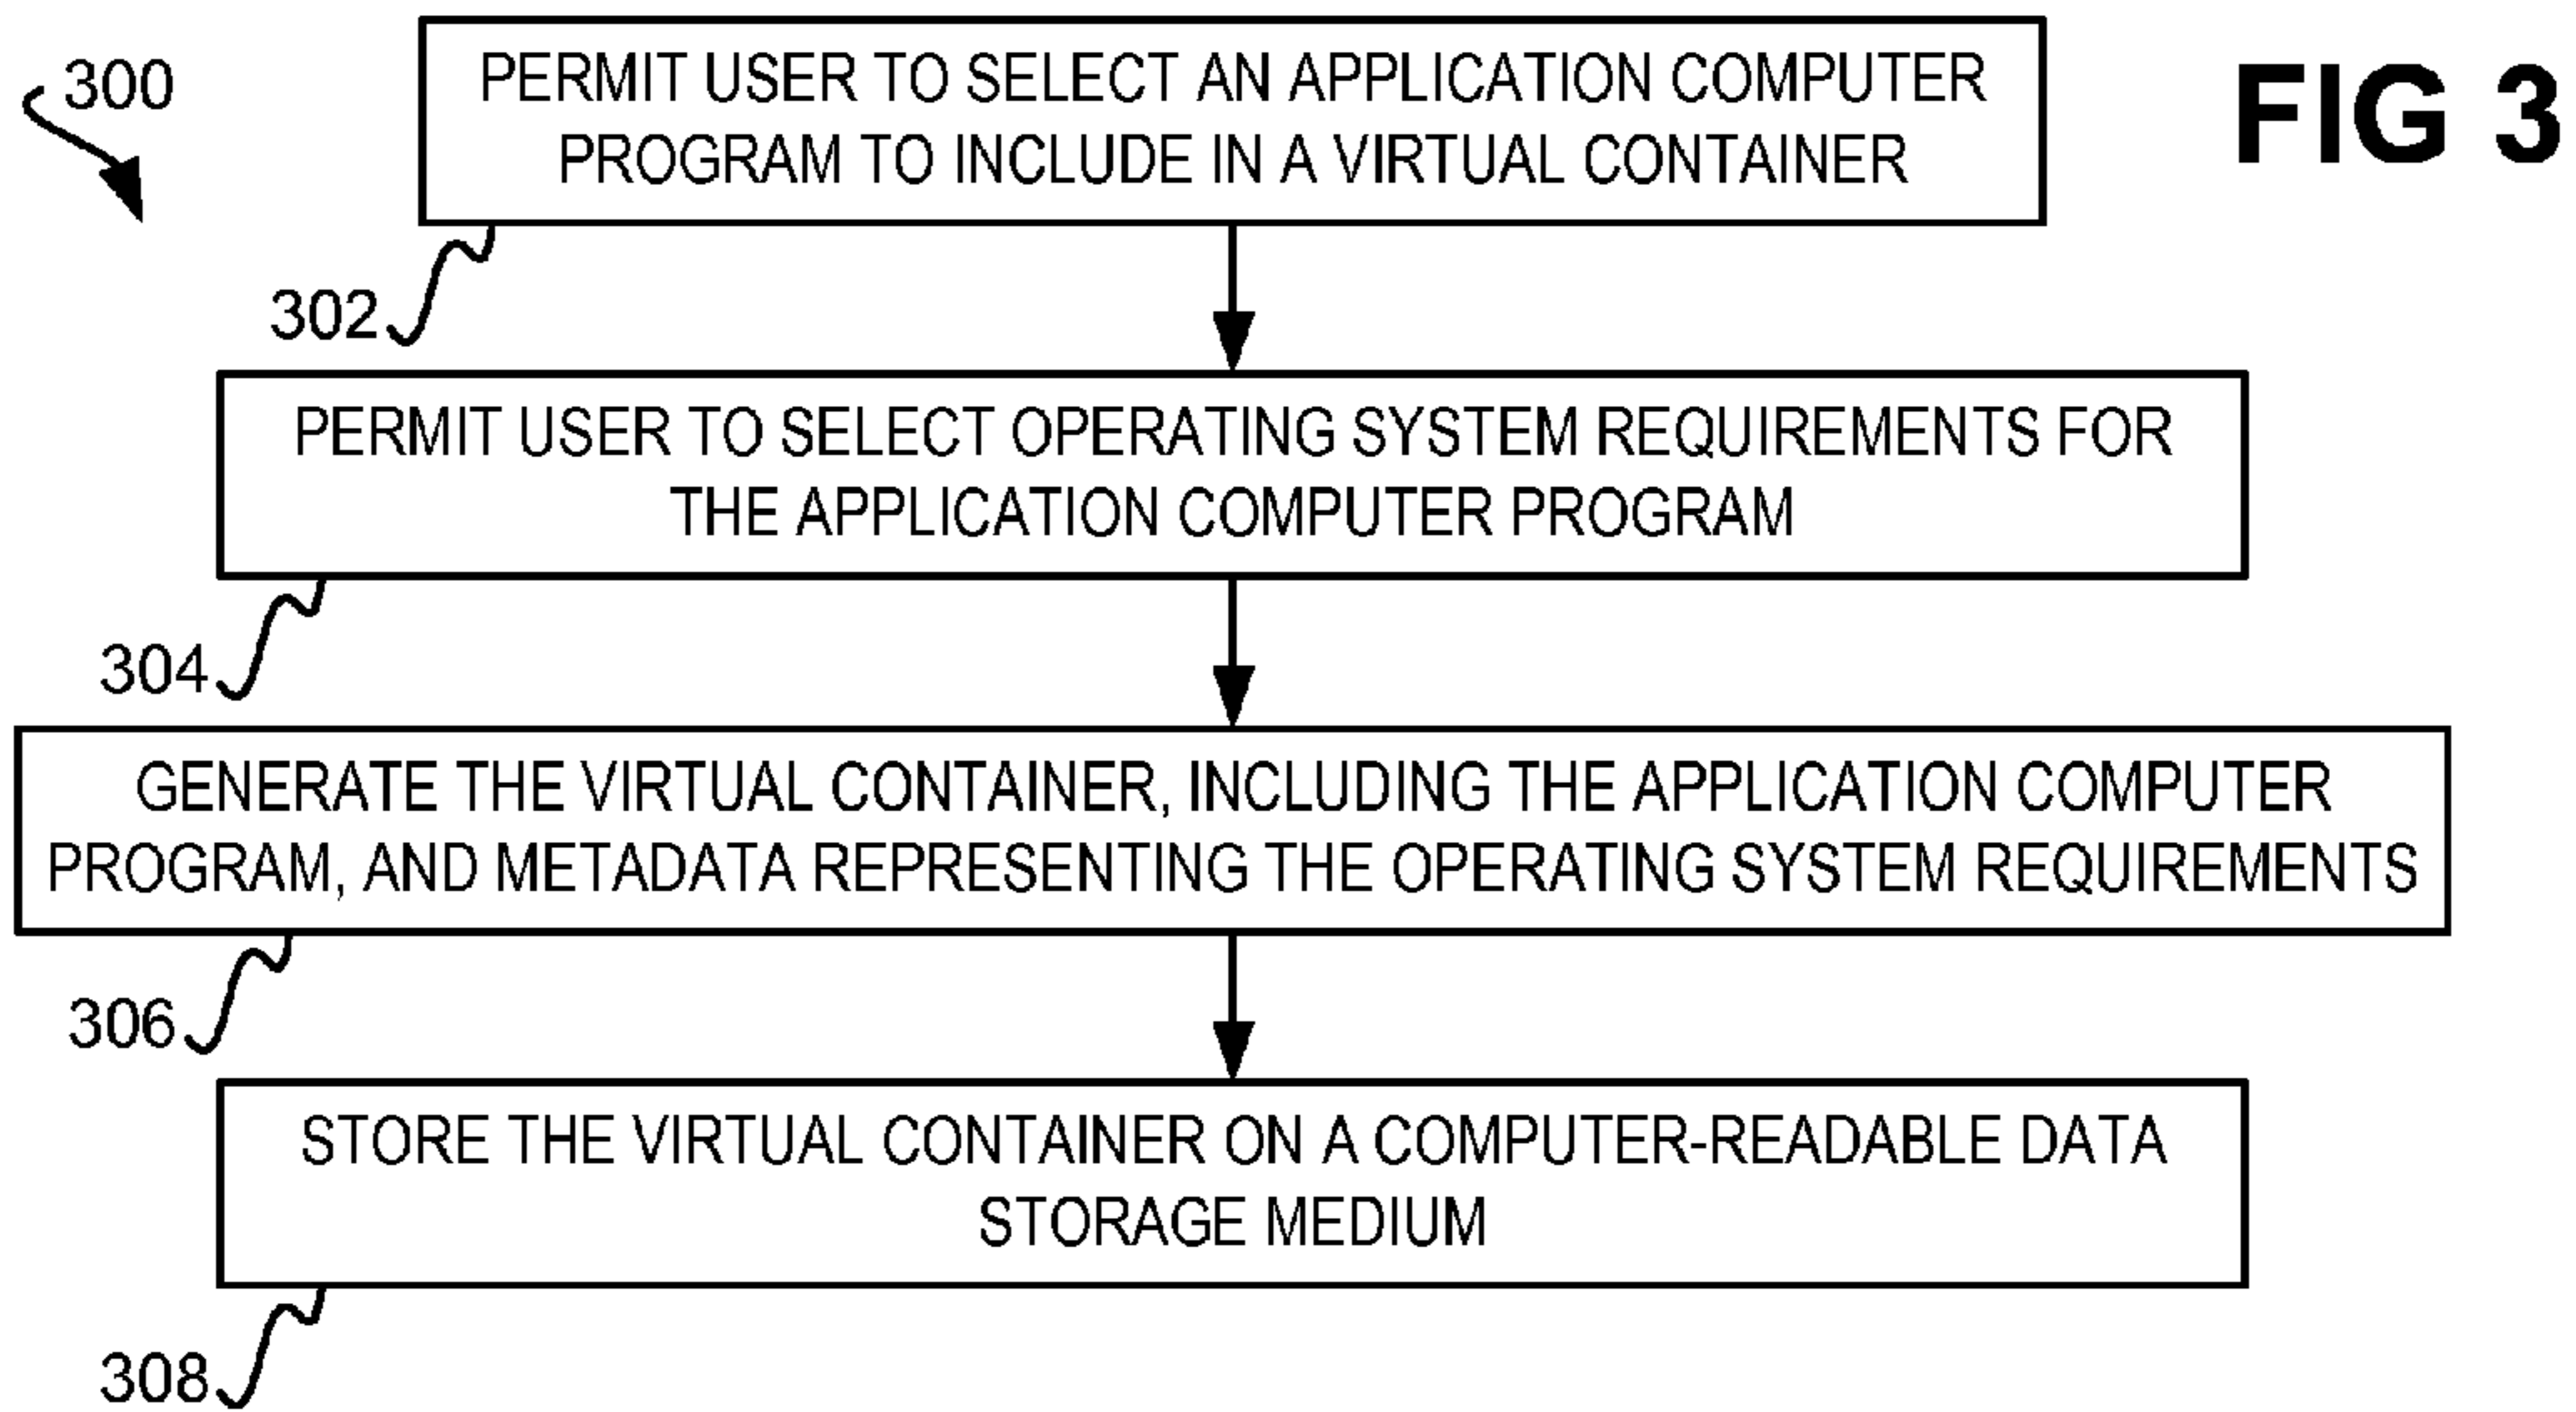 300
PERMIT USER TO SELECT AN APPLICATION COMPUTER
PROGRAM TO INCLUDE IN A VIRTUAL CONTAINER
FIG 3
302
PERMIT USER TO SELECT OPERATING SYSTEM REQUIREMENTS FOR
THE APPLICATION COMPUTER PROGRAM
304
GENERATE THE VIRTUAL CONTAINER, INCLUDING THE APPLICATION COMPUTER
PROGRAM, AND METADATA REPRESENTING THE OPERATING SYSTEM REQUIREMENTS
306
STORE THE VIRTUAL CONTAINER ON A COMPUTER-READABLE DATA
STORAGE MEDIUM
308